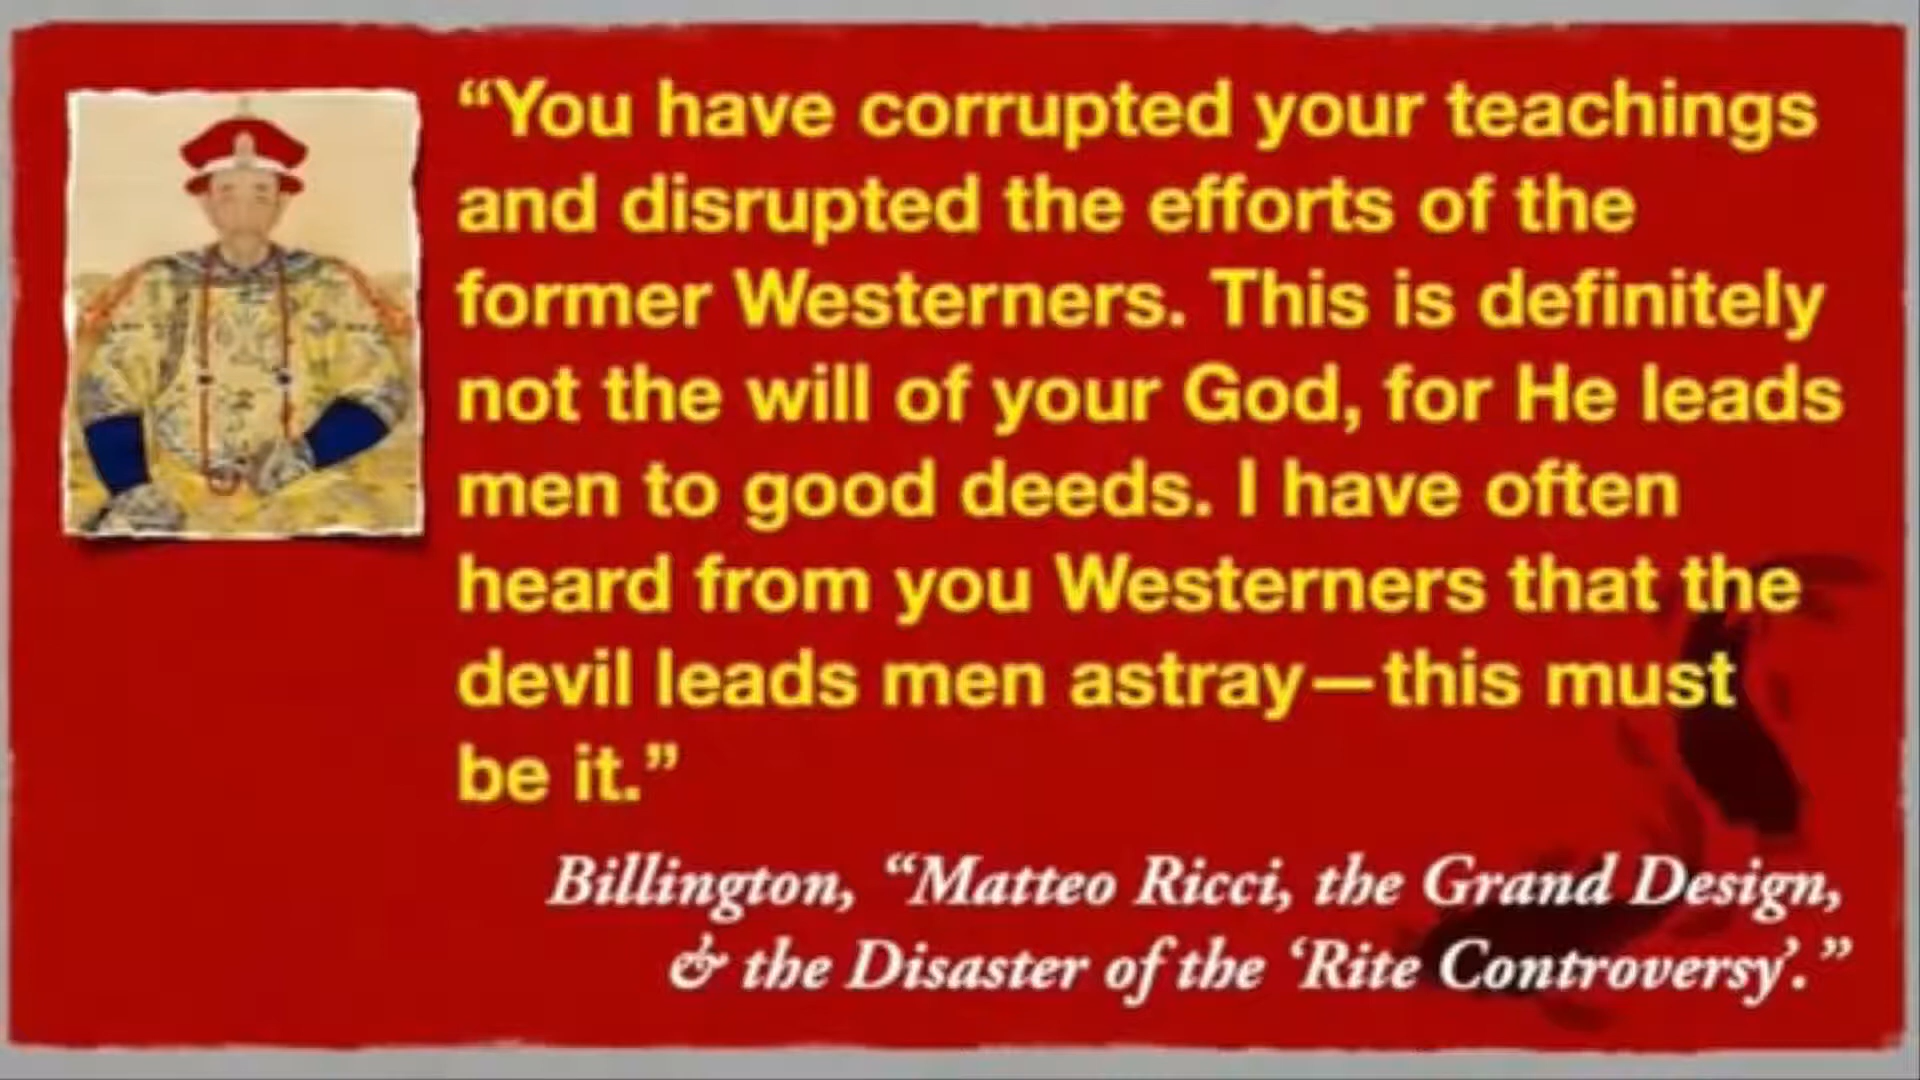 “You have corrupted your teachings
and disrupted the efforts of the
former Westerners. This is definitely
not the will of your God, for He leads
men to good deeds. I have often
heard from you Westerners that the
devil leads men astray—this must
be it.”
Billington, “Matteo Ricci, the Grand Design,
& the Disaster of the ‘Rite Controversy’.”